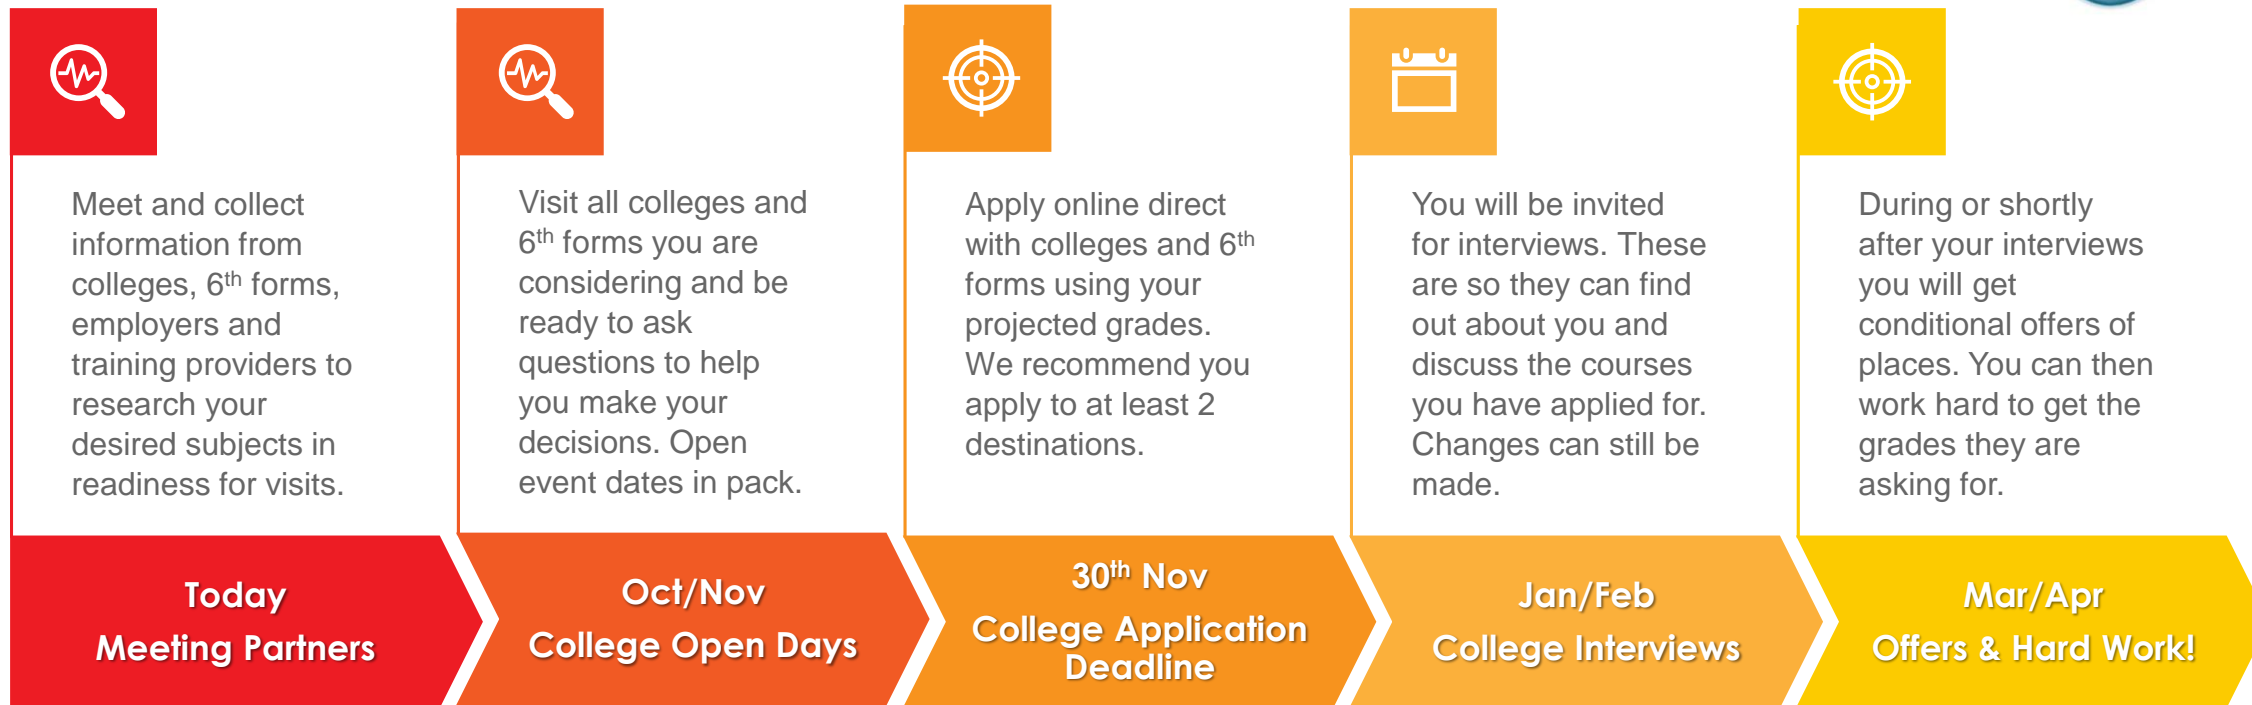 Meet and collect
information from
colleges, 6th forms,
employers and
training providers to
research your
desired subjects in
readiness for visits.
Today
Meeting Partners
Visit all colleges and
6th forms you are
considering and be
ready to ask
questions to help
you make your
decisions. Open
event dates in pack.
Oct/Nov
College Open Days
Apply online direct
with colleges and 6th
forms using your
projected grades.
We recommend you
apply to at least 2
destinations.
30th Nov
College Application
Deadline
You will be invited
for interviews. These
are so they can find
out about you and
discuss the courses
you have applied for.
Changes can still be
made.
Jan/Feb
College Interviews
During or shortly
after your interviews
you will get
conditional offers of
places. You can then
work hard to get the
grades they are
asking for.
Mar/Apr
Offers & Hard Work!